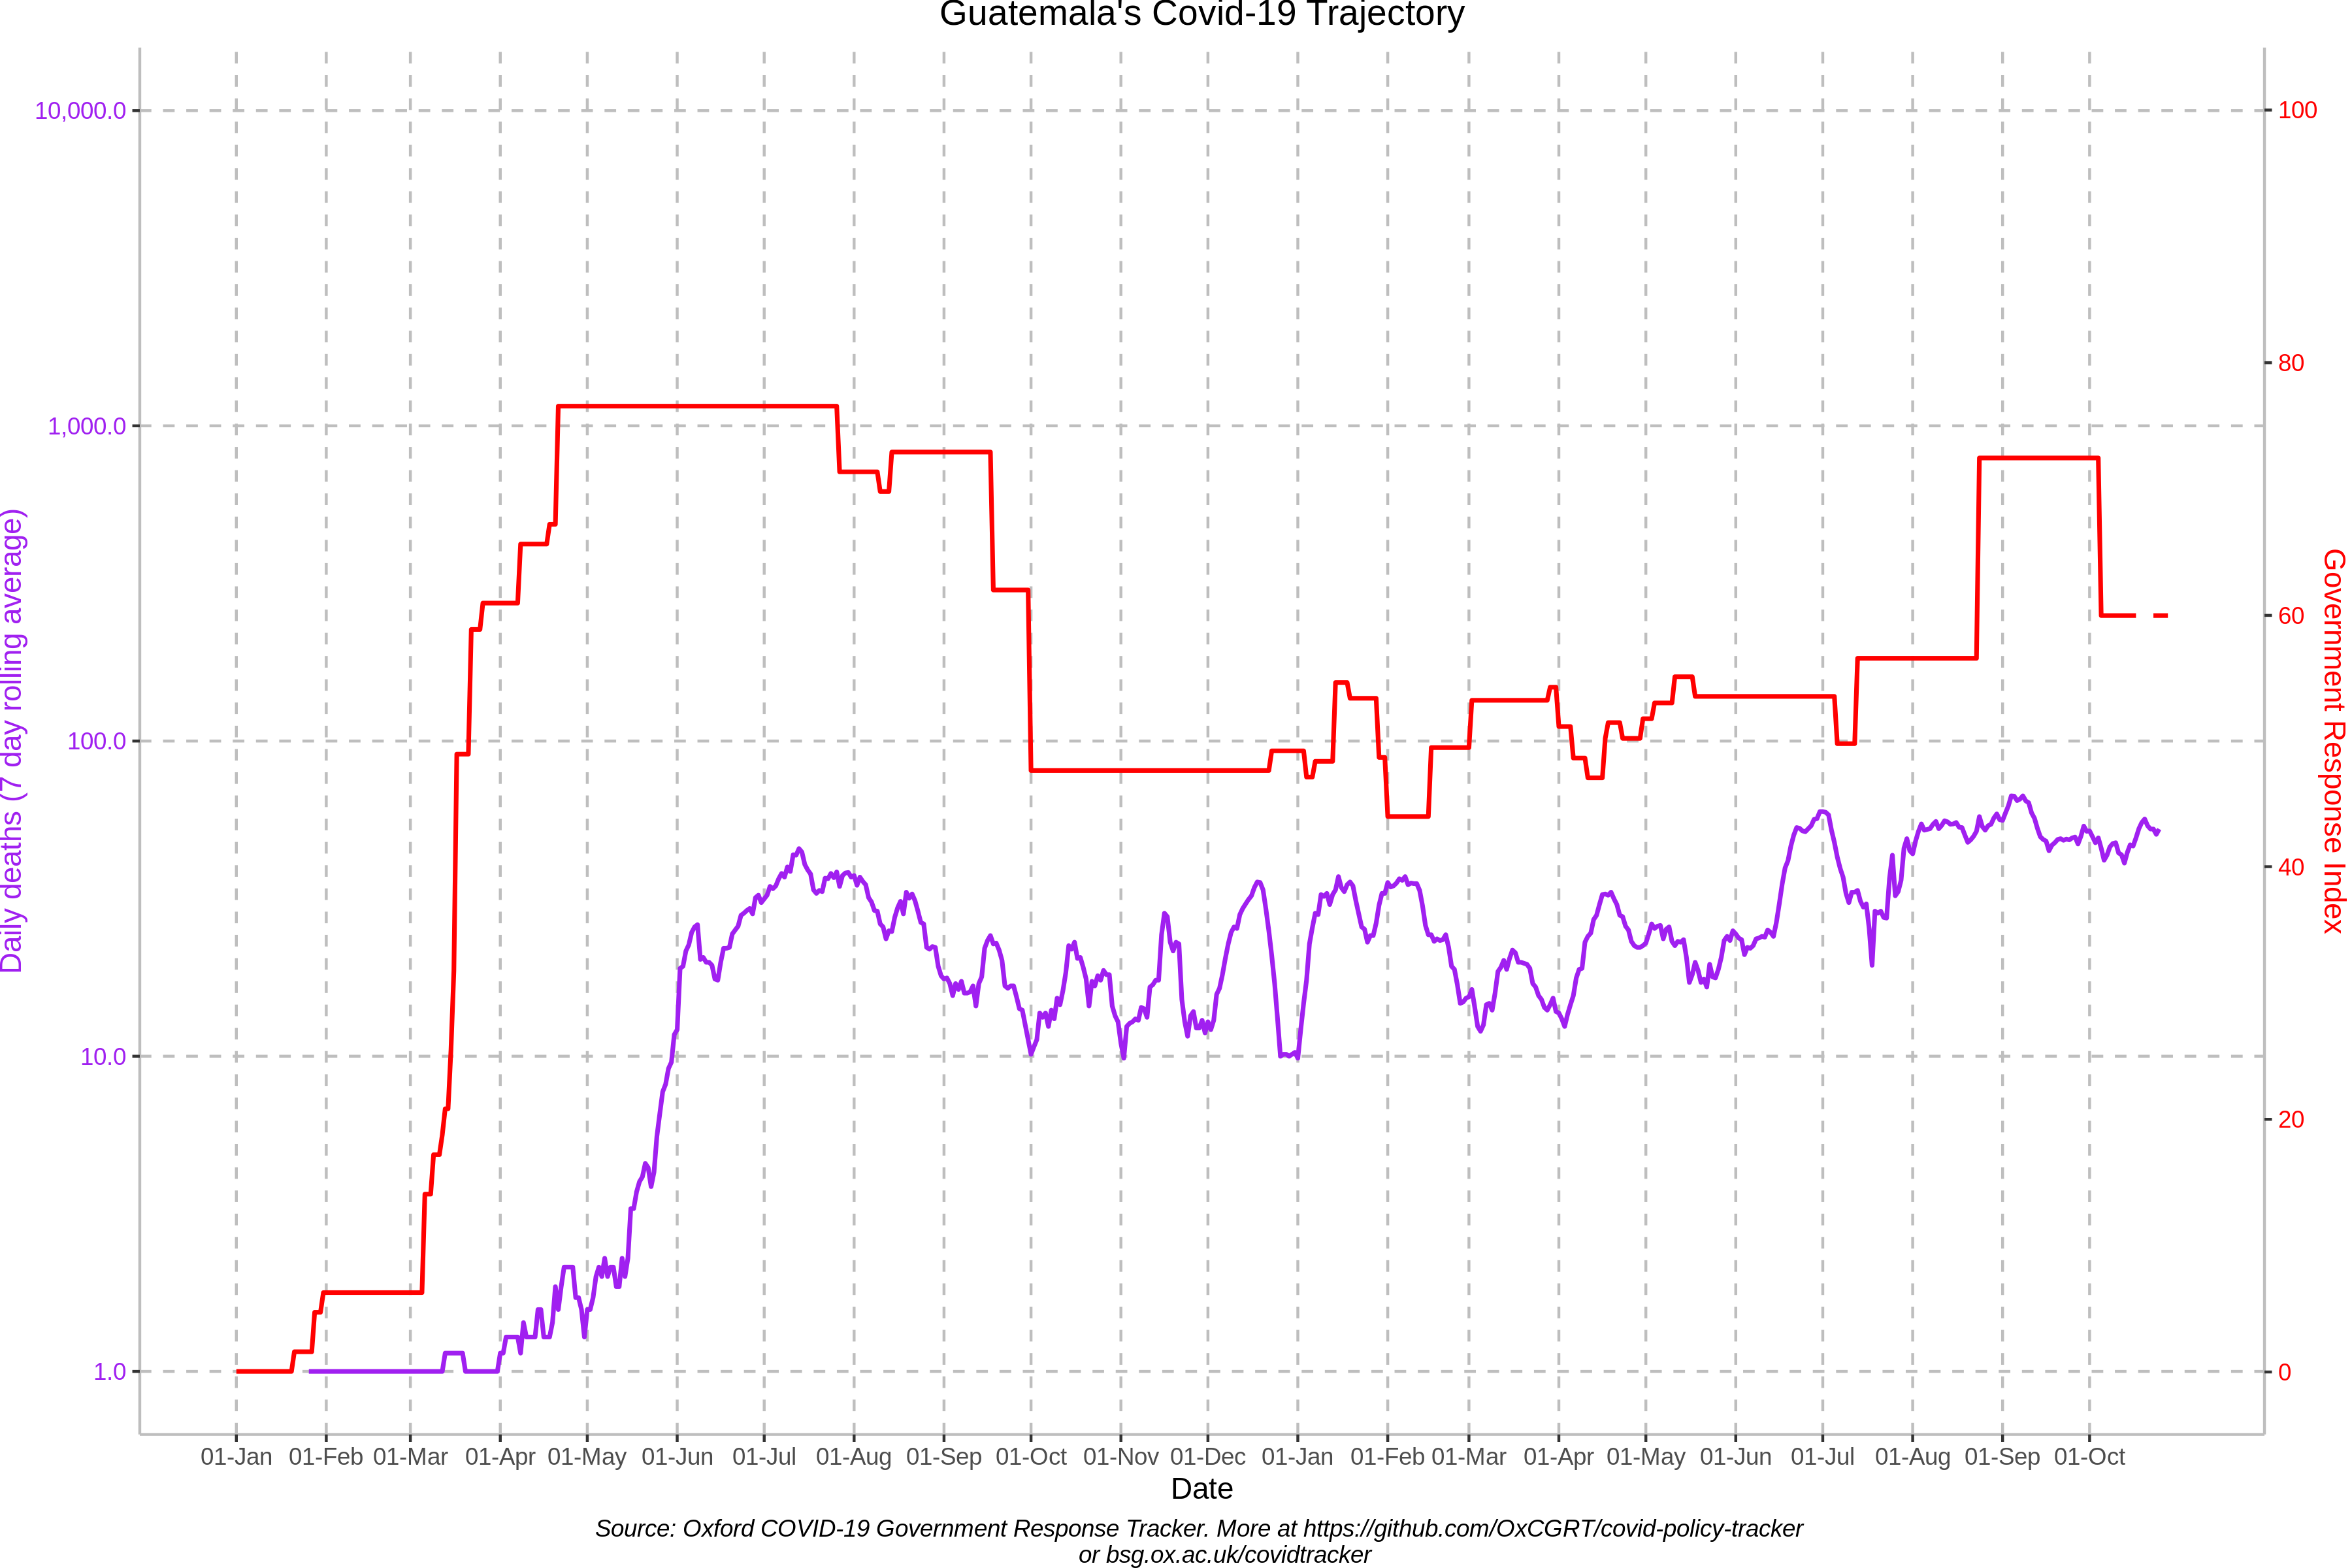 Guatemala's Covid-19 Trajectory
Daily deaths (7 day rolling average)
10,000.0
1,000.0
100.0
10.0
1.0
Government Response Index
100
80
60
40
20
0
01-Jan 01-Feb 01-Mar 01-Apr 01-May 01-Jun 01-Jul 01-Aug 01-Sep 01-Oct 01-Nov 01-Dec 01-Jan 01-Feb 01-Mar 01-Apr 01-May 01-Jun 01-Jul 01-Aug 01-Sep 01-Oct
Date
Source: Oxford COVID-19 Government Response Tracker. More at https://github.com/OxCGRT/covid-policy-tracker
or bsg.ox.ac.uk/covidtracker